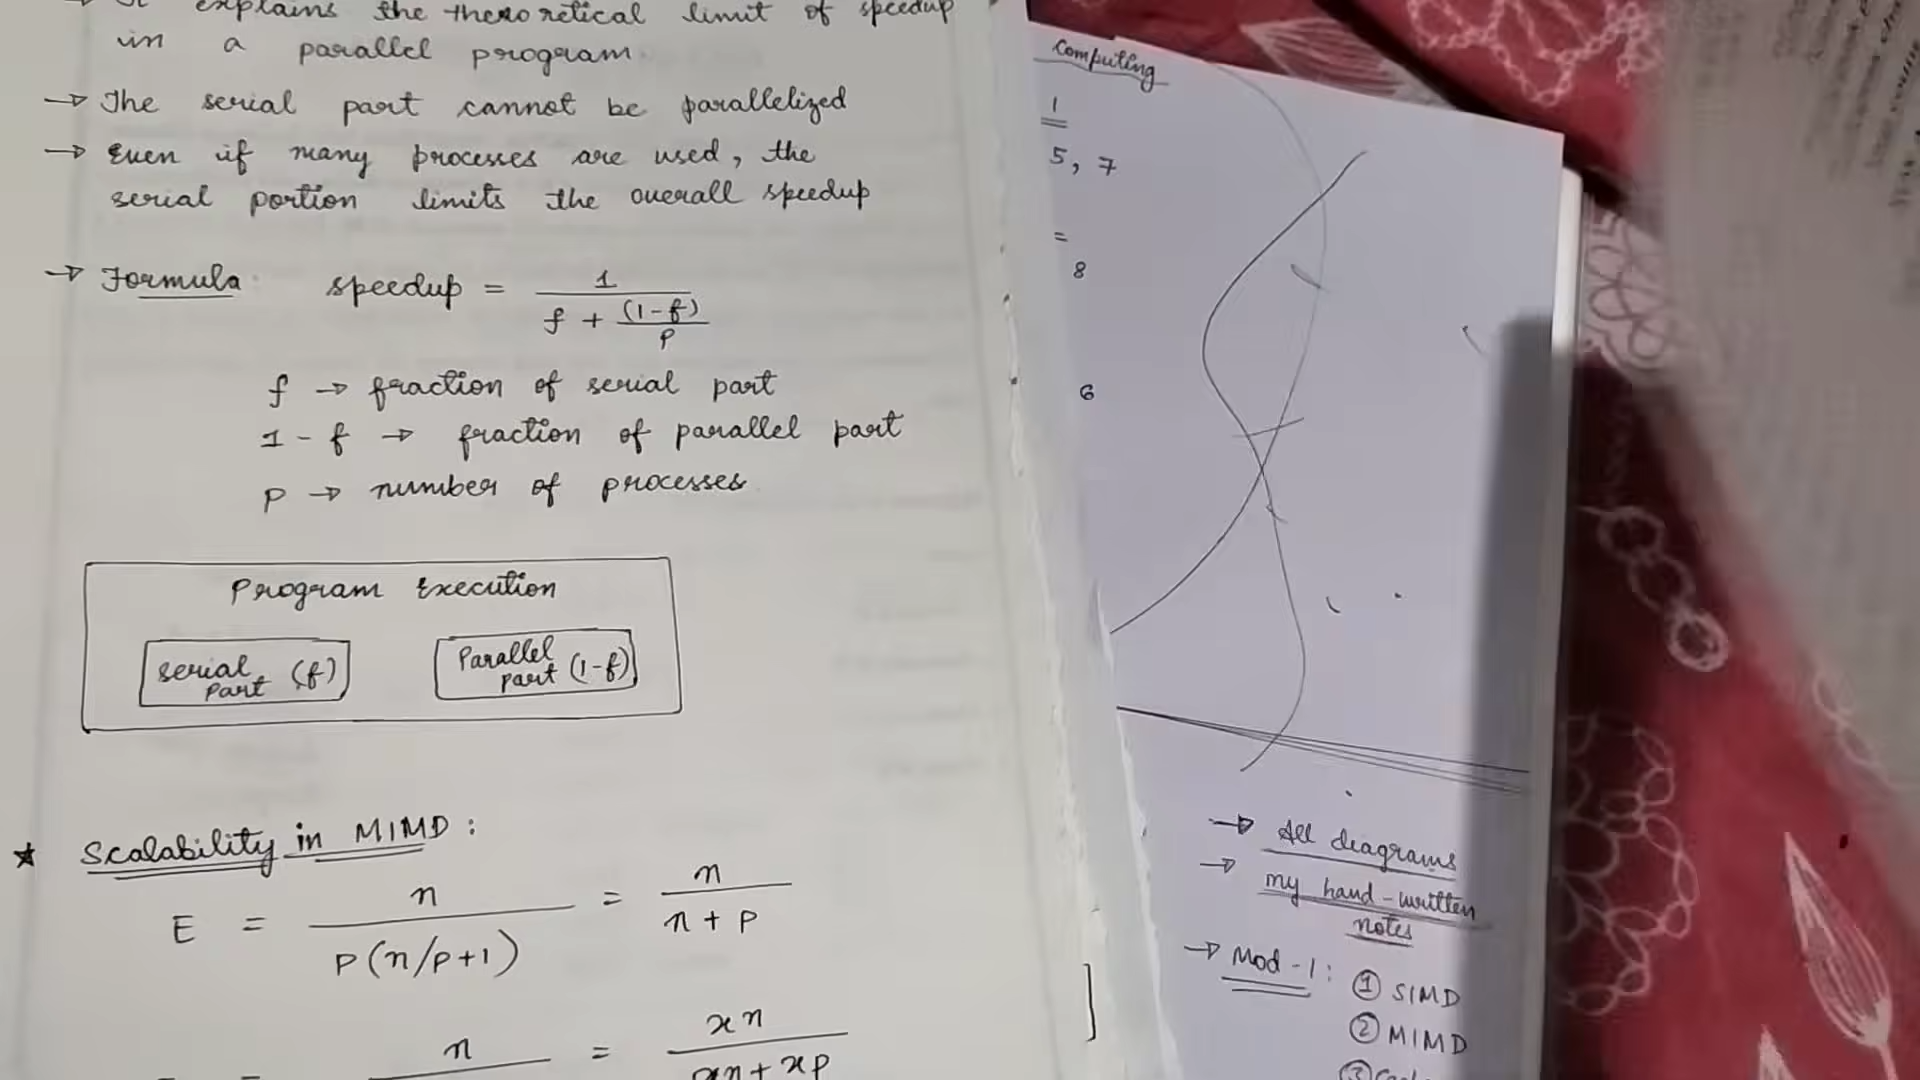 It explains the theoretical limit of speedup
in a parallel program.
→ The serial part cannot be parallelized
→ Even if many processes are used, the
serial portion limits the overall speedup
→ Formula: speedup = 1 / (f + (1-f)/P)
f → fraction of serial part
1 - f → fraction of parallel part
P → number of processes
Program Execution
serial part (f)
Parallel part (1-f)
★ Scalability in MIMD :
E = n / P(n/p+1) = n / n + P
n = xn / xn + xp
Computing
1
5, 7
=
8
6
→ All diagrams
→ my hand-written
notes
→ Mod-1 : ① SIMD
② MIMD
③